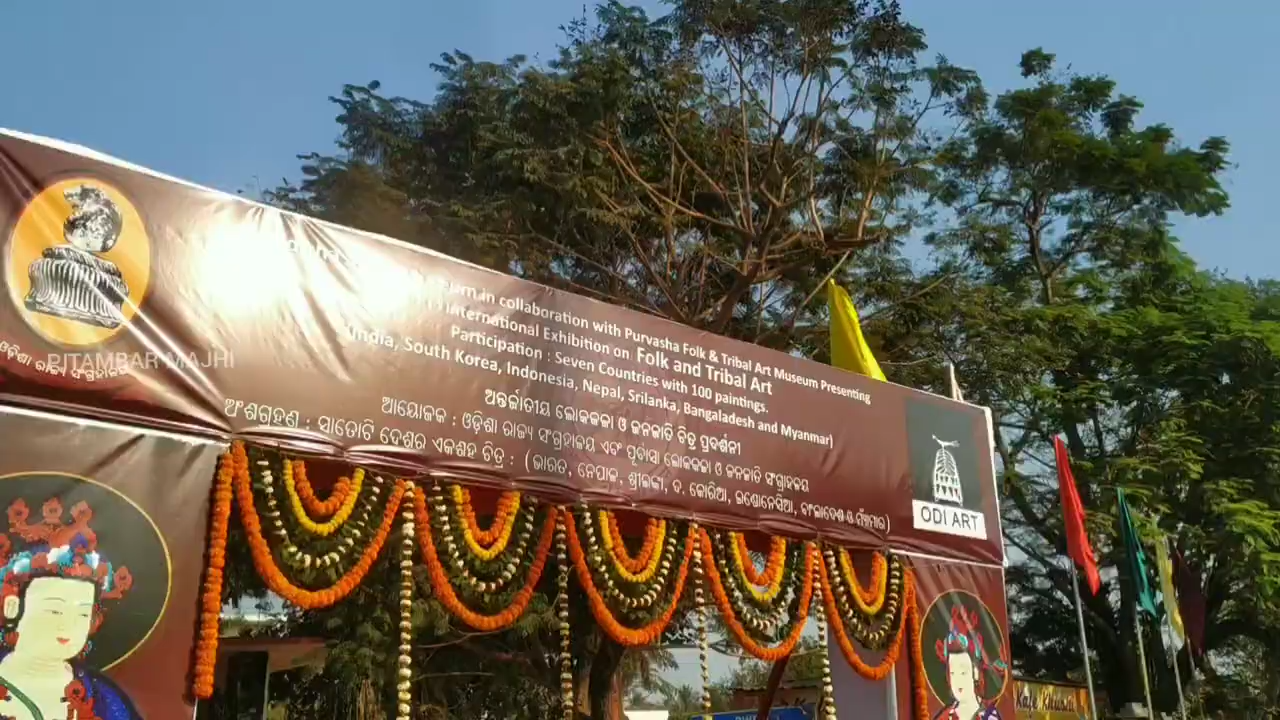 ଓଡ଼ିଶା ରାଜ୍ୟ ସଂଗ୍ରହାଳୟ
PITAMBAR MAJHI
in collaboration with Purvasha Folk & Tribal Art Museum Presenting
International Exhibition on Folk and Tribal Art
Participation : Seven Countries with 100 paintings.
India, South Korea, Indonesia, Nepal, Srilanka, Bangaladesh and Myanmar)
ଅନ୍ତର୍ଜାତୀୟ ଲୋକକଳା ଓ ଜନଜାତି ଚିତ୍ର ପ୍ରଦର୍ଶନୀ
ଆୟୋଜକ : ଓଡ଼ିଶା ରାଜ୍ୟ ସଂଗ୍ରହାଳୟ ଏବଂ ପୂର୍ବାସା ଲୋକକଳା ଓ ଜନଜାତି ସଂଗ୍ରହାଳୟ
ଅଂଶଗ୍ରହଣ : ସାତୋଟି ଦେଶର ଏକଶହ ଚିତ୍ର : (ଭାରତ, ନେପାଳ, ଶ୍ରୀଲଙ୍କା, ଦ. କୋରିଆ, ଇଣ୍ଡୋନେସିଆ, ବଂଲାଦେଶ ଓ ମିଆଁମାର)
ODI ART
Kafe Khushi